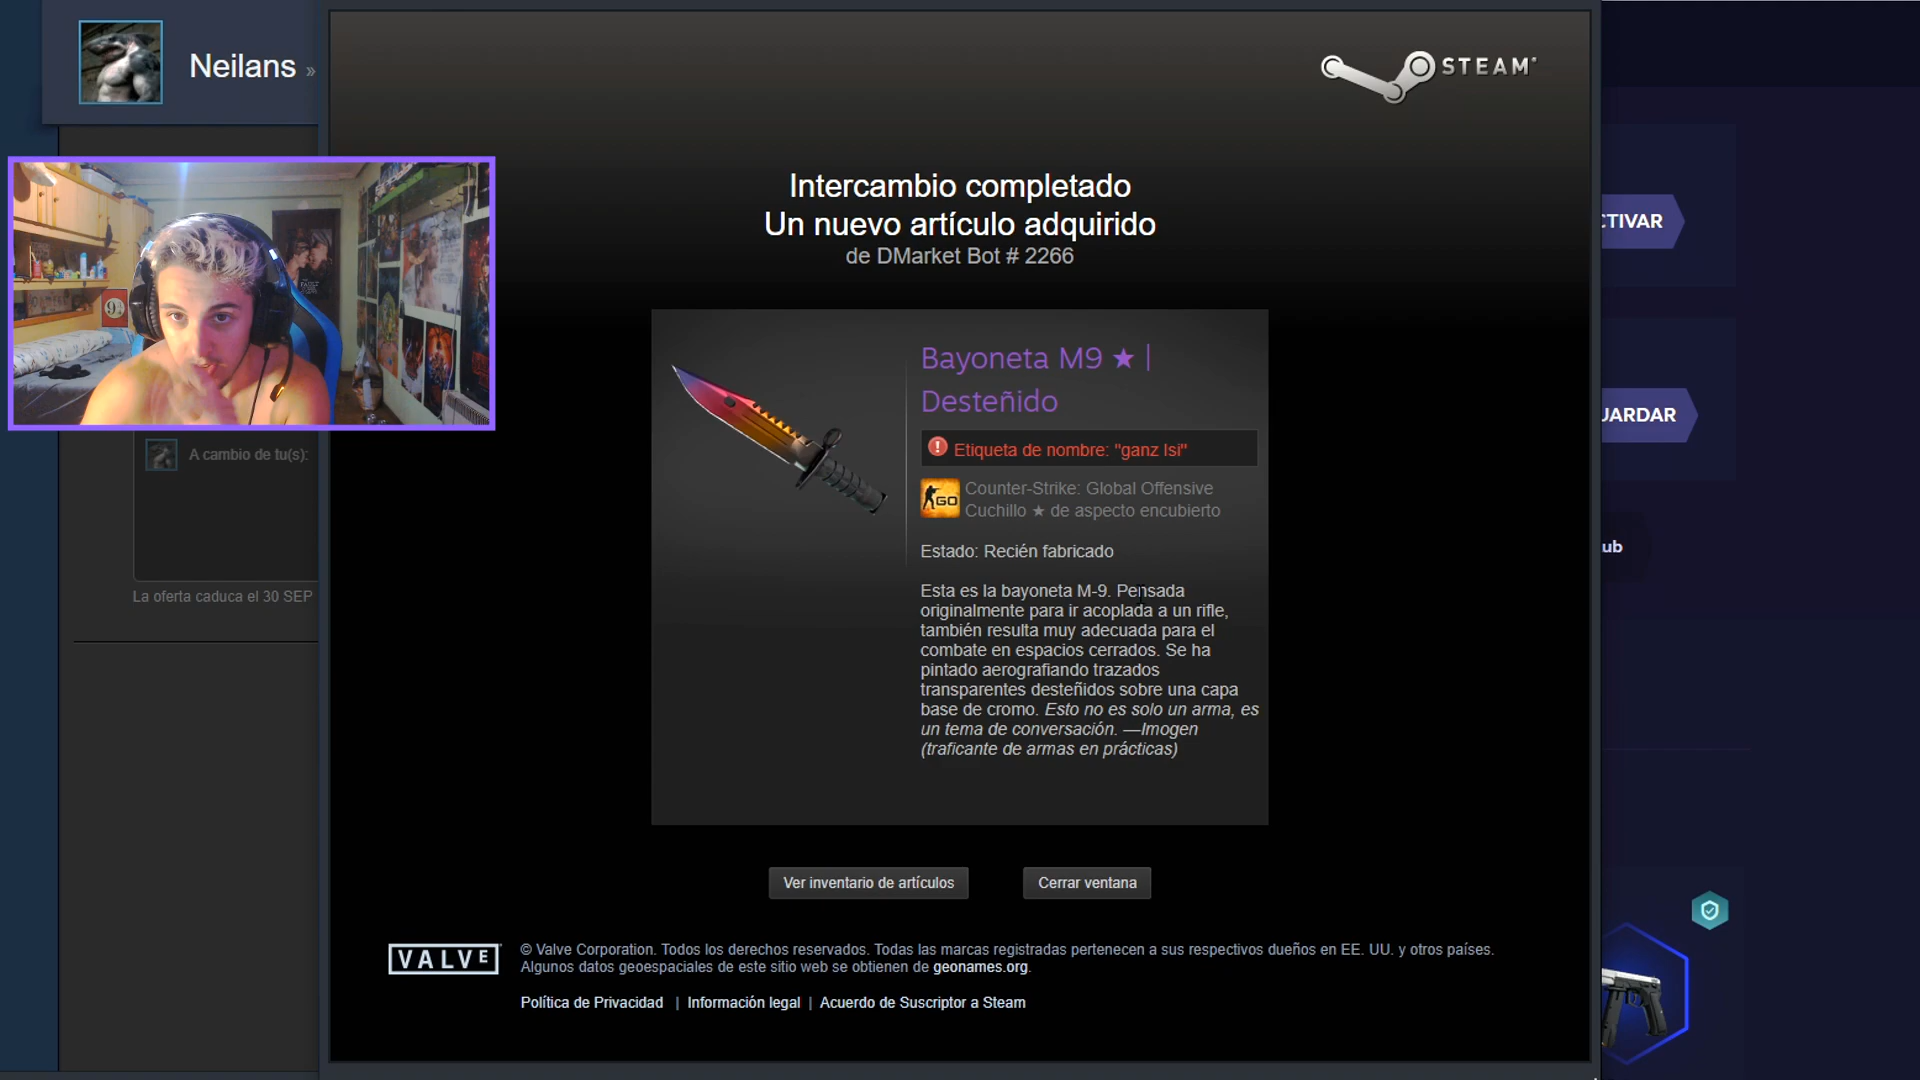 Neilans »
STEAM
Intercambio completado
Un nuevo artículo adquirido
de DMarket Bot # 2266
CTIVAR
Bayoneta M9 ★ |
Desteñido
Etiqueta de nombre: "ganz lsi"
UARDAR
A cambio de tu(s):
GO
Counter-Strike: Global Offensive
Cuchillo ★ de aspecto encubierto
Estado: Recién fabricado
ub
La oferta caduca el 30 SEP
Esta es la bayoneta M-9. Pensada
originalmente para ir acoplada a un rifle,
también resulta muy adecuada para el
combate en espacios cerrados. Se ha
pintado aerografiando trazados
transparentes desteñidos sobre una capa
base de cromo. Esto no es solo un arma, es
un tema de conversación. —Imogen
(traficante de armas en prácticas)
Ver inventario de artículos
Cerrar ventana
VALVE
© Valve Corporation. Todos los derechos reservados. Todas las marcas registradas pertenecen a sus respectivos dueños en EE. UU. y otros países.
Algunos datos geoespaciales de este sitio web se obtienen de geonames.org.
Política de Privacidad | Información legal | Acuerdo de Suscriptor a Steam